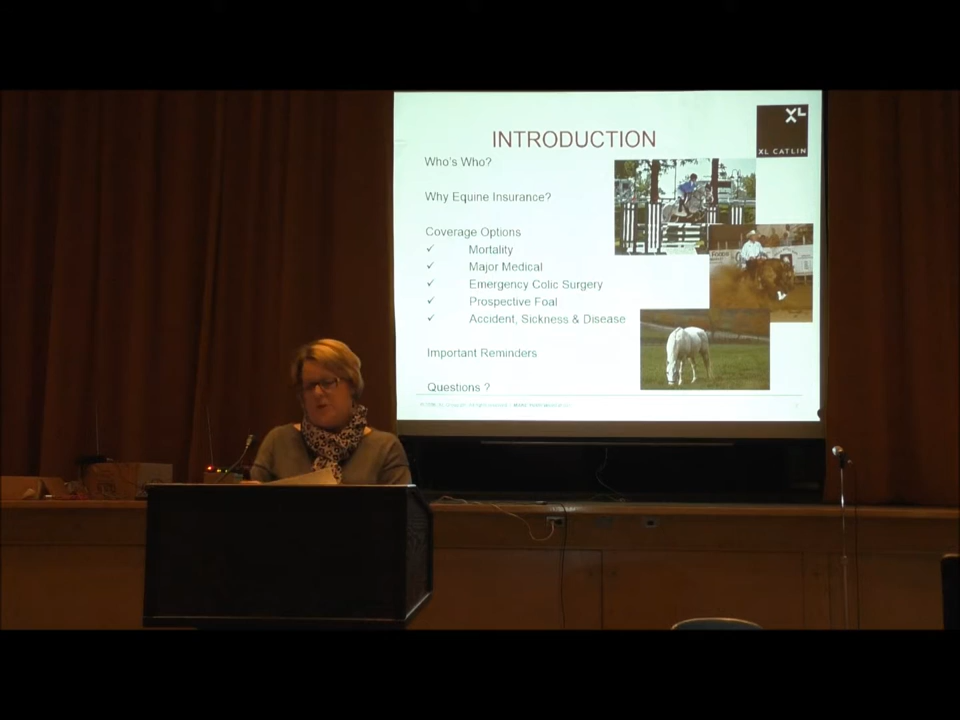 INTRODUCTION
XL
XL CATLIN
Who's Who?
Why Equine Insurance?
Coverage Options
✓ Mortality
✓ Major Medical
✓ Emergency Colic Surgery
✓ Prospective Foal
✓ Accident, Sickness & Disease
Important Reminders
Questions ?